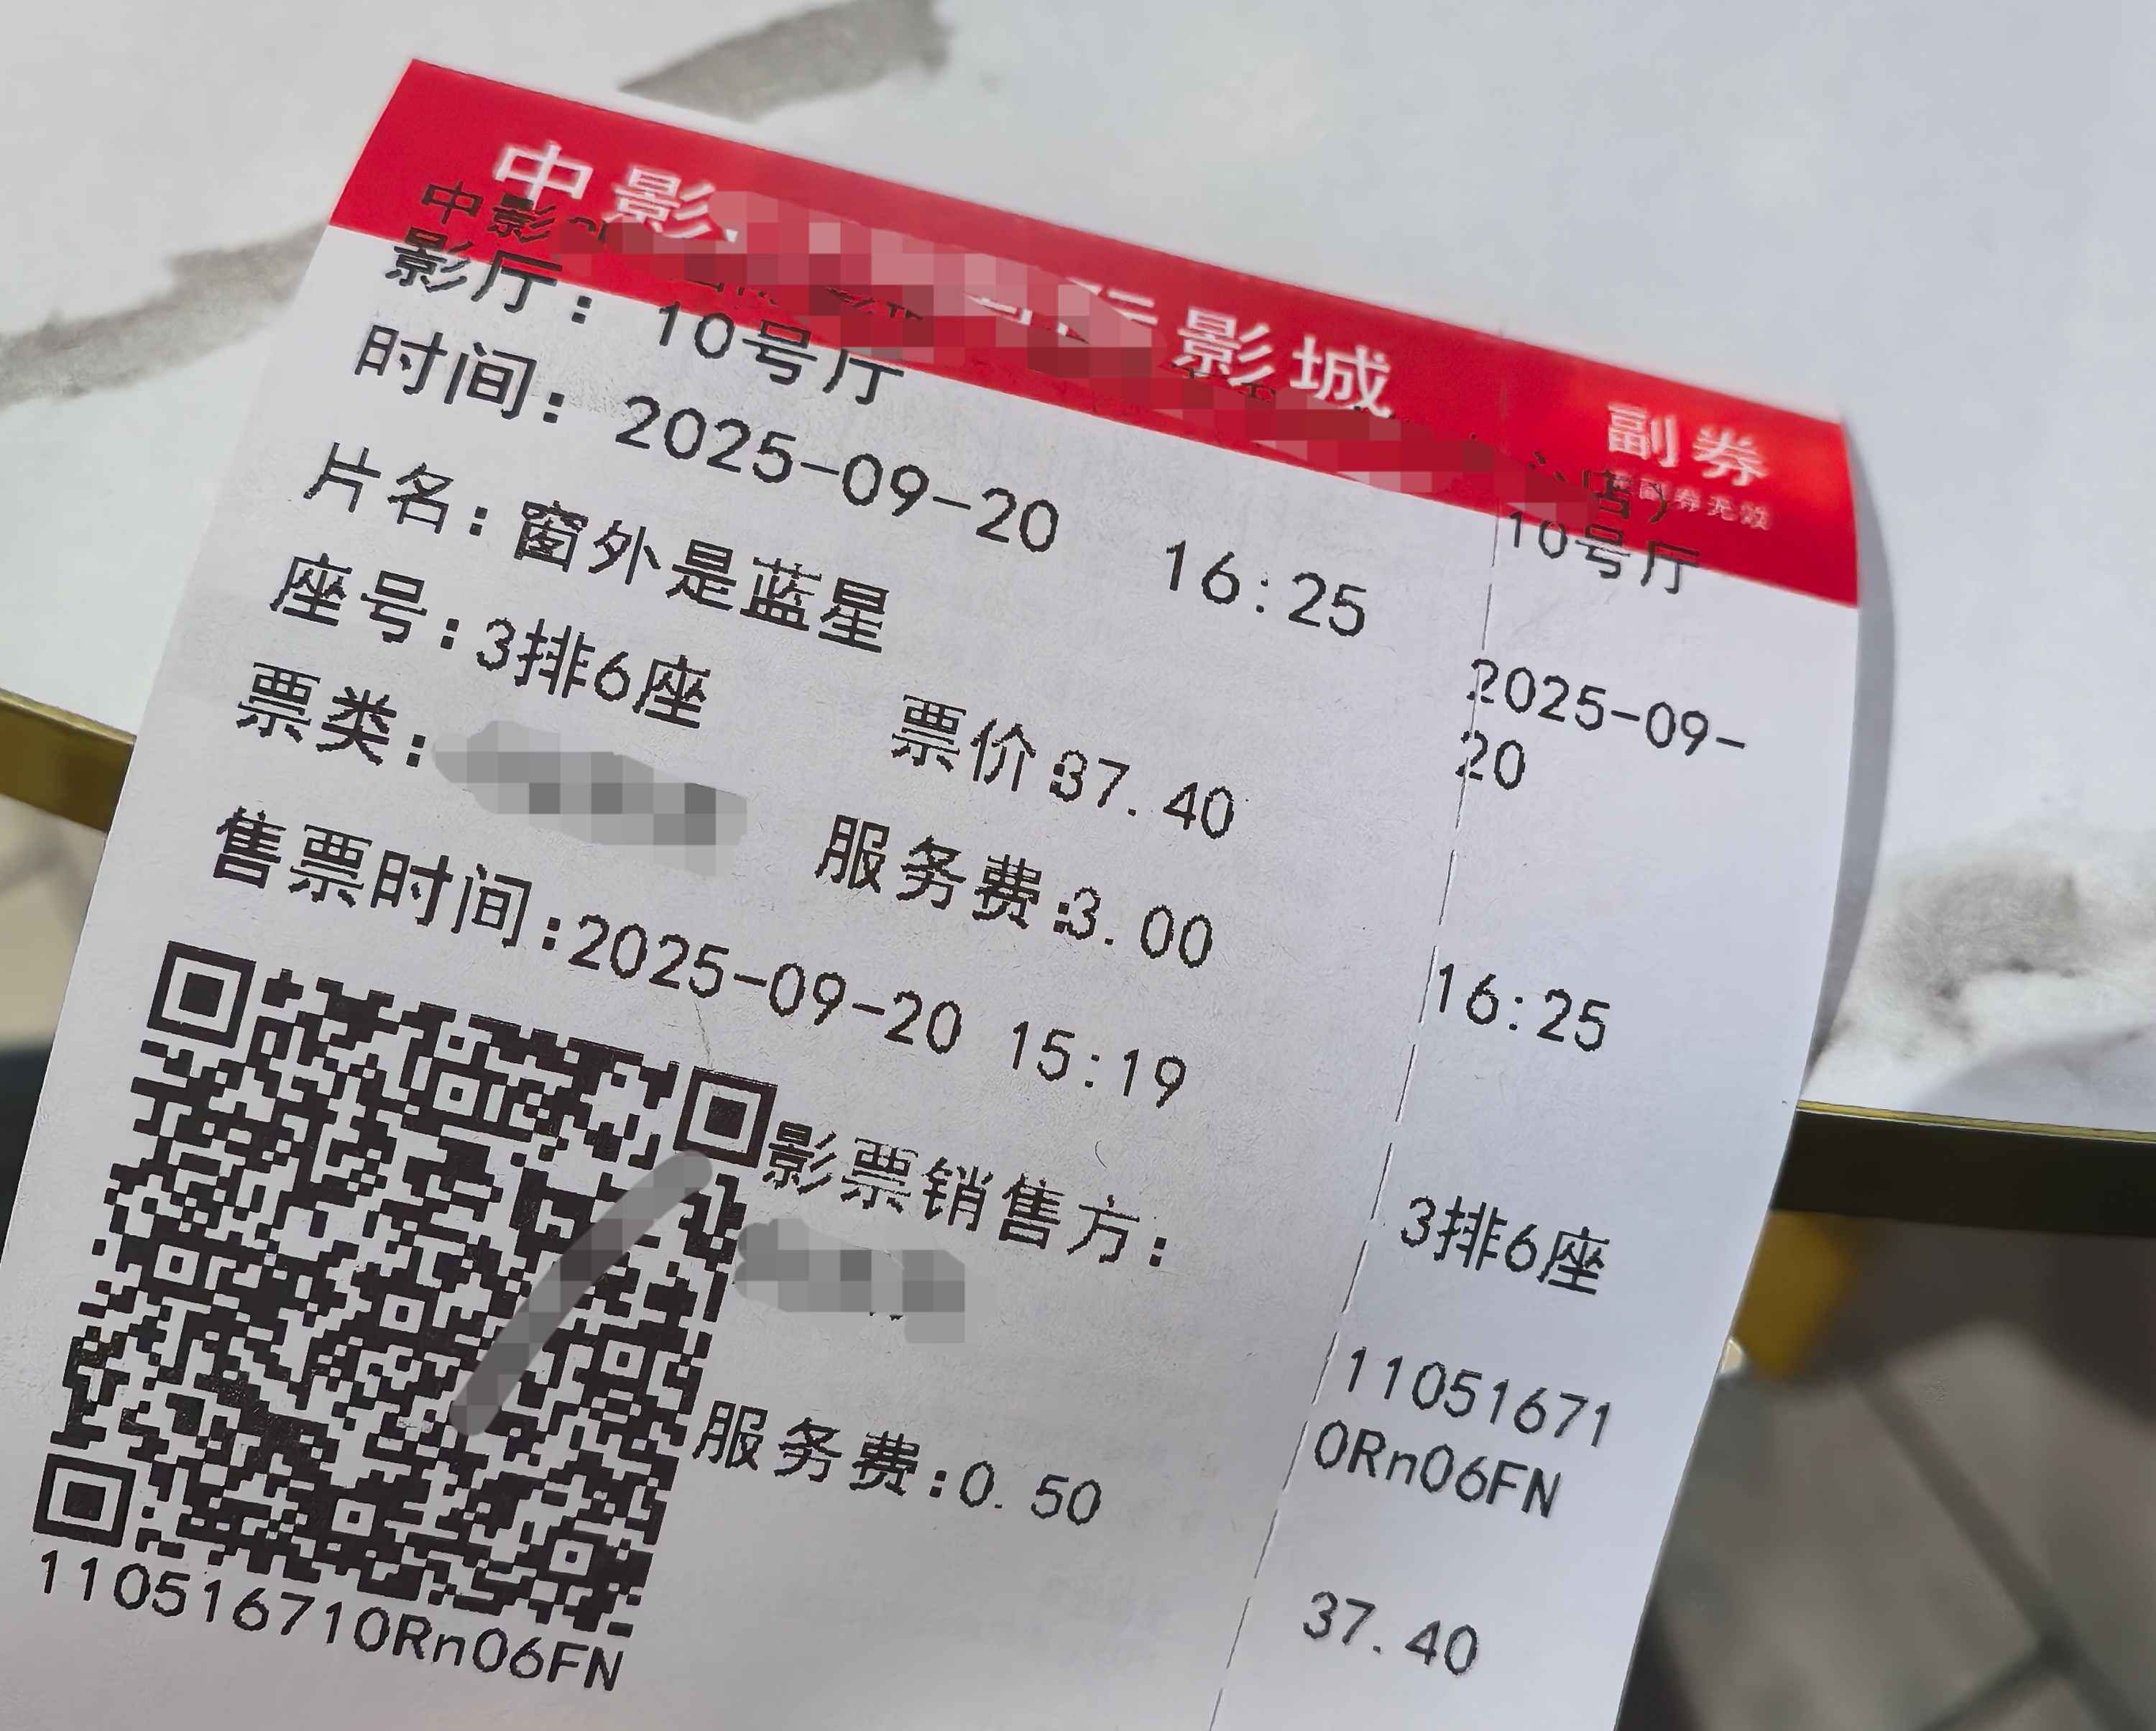 中影 影城
中影
影厅: 10号厅
时间: 2025-09-20 16:25
片名:窗外是蓝星
座号:3排6座 票价:37.40
票类: 服务费:3.00
售票时间:2025-09-20 15:19
影票销售方:
服务费:0.50
110516710Rn06FN
副券
店)
10号厅
2025-09-
20
16:25
3排6座
11051671
0Rn06FN
37.40